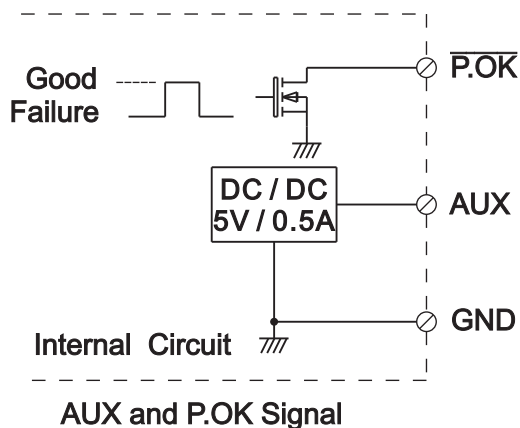 Good
Failure
P.OK
DC / DC
5V / 0.5A
AUX
GND
Internal Circuit
AUX and P.OK Signal